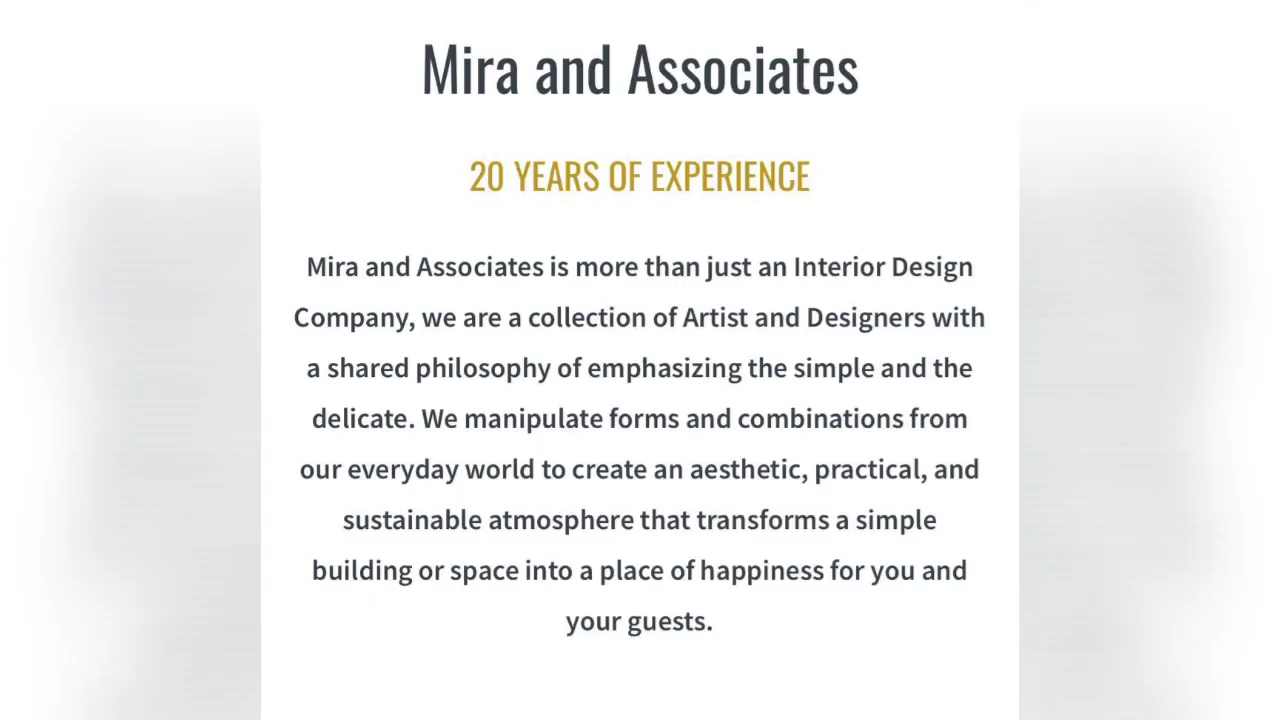 Mira and Associates
20 YEARS OF EXPERIENCE
Mira and Associates is more than just an Interior Design
Company, we are a collection of Artist and Designers with
a shared philosophy of emphasizing the simple and the
delicate. We manipulate forms and combinations from
our everyday world to create an aesthetic, practical, and
sustainable atmosphere that transforms a simple
building or space into a place of happiness for you and
your guests.